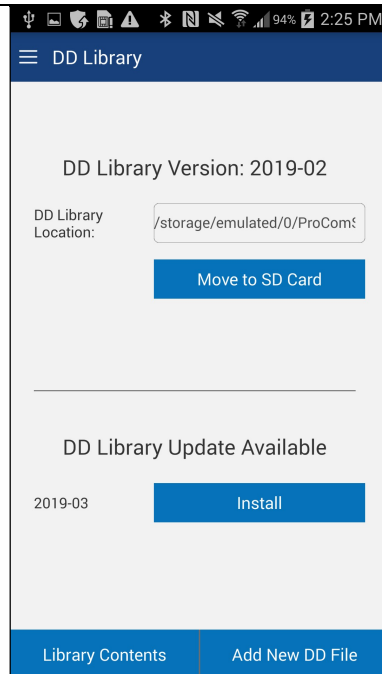 94% 2:25 PM
DD Library
DD Library Version: 2019-02
DD Library
Location:
/storage/emulated/0/ProComS
Move to SD Card
DD Library Update Available
2019-03
Install
Library Contents
Add New DD File